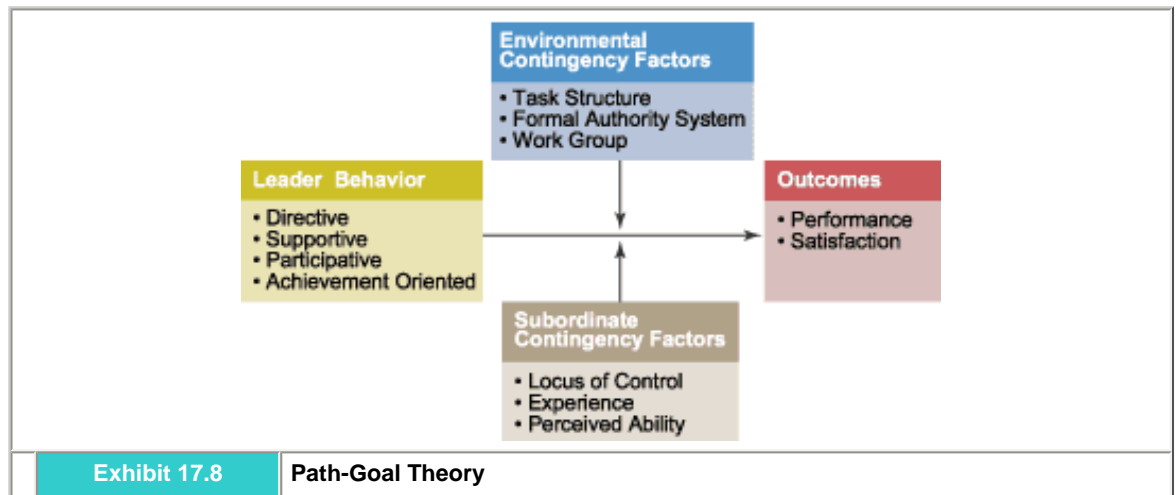 Environmental
Contingency Factors
• Task Structure
• Formal Authority System
• Work Group
Leader Behavior
• Directive
• Supportive
• Participative
• Achievement Oriented
Outcomes
• Performance
• Satisfaction
Subordinate
Contingency Factors
• Locus of Control
• Experience
• Perceived Ability
Exhibit 17.8 Path-Goal Theory